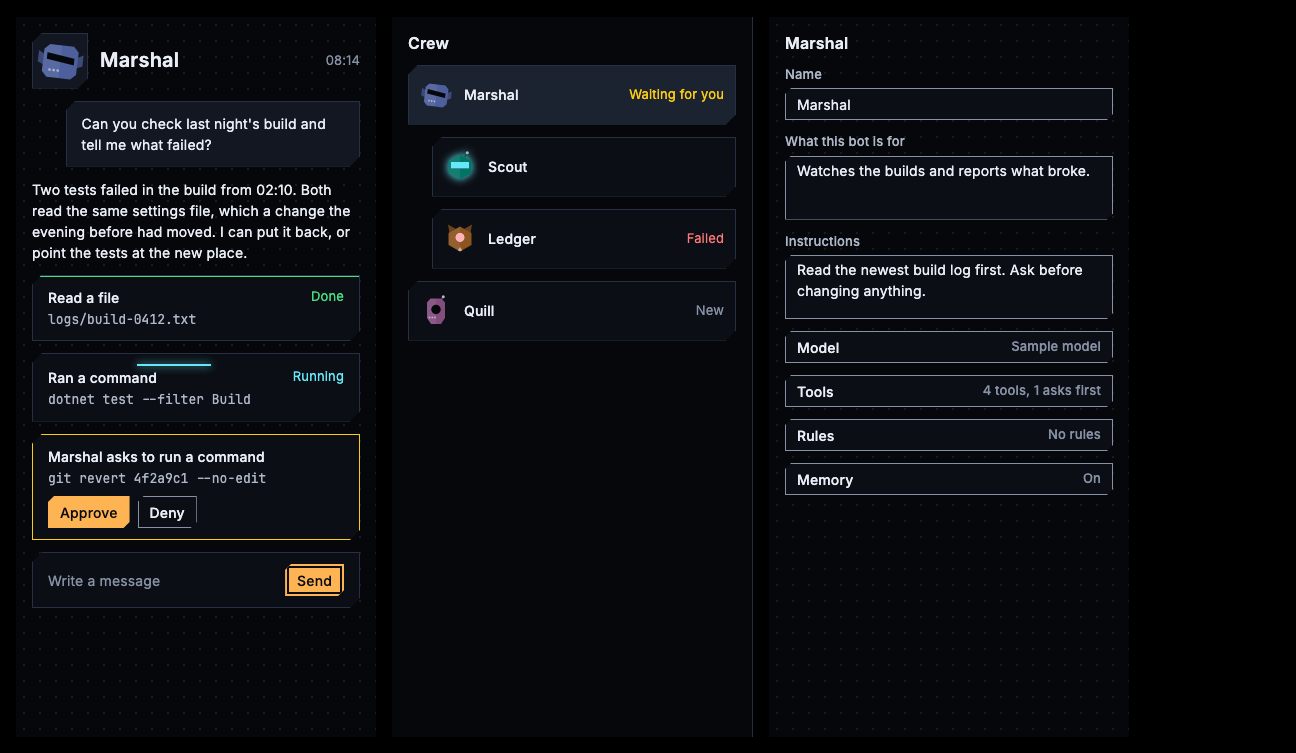 Marshal
08:14
Can you check last night's build and
tell me what failed?
Two tests failed in the build from 02:10. Both
read the same settings file, which a change the
evening before had moved. I can put it back, or
point the tests at the new place.
Read a file
Done
logs/build-0412.txt
Ran a command
Running
dotnet test --filter Build
Marshal asks to run a command
git revert 4f2a9c1 --no-edit
Approve
Deny
Write a message
Send
Crew
Marshal
Waiting for you
Scout
Ledger
Failed
Quill
New
Marshal
Name
Marshal
What this bot is for
Watches the builds and reports what broke.
Instructions
Read the newest build log first. Ask before
changing anything.
Model
Sample model
Tools
4 tools, 1 asks first
Rules
No rules
Memory
On